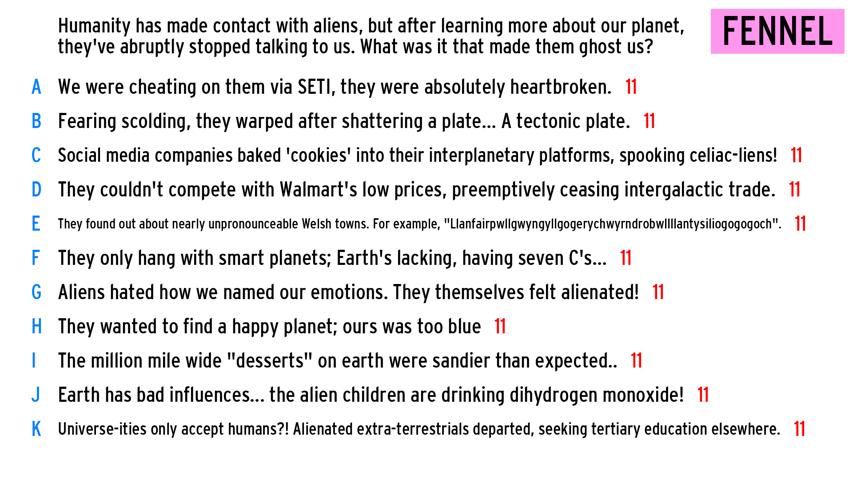 Humanity has made contact with aliens, but after learning more about our planet,
they've abruptly stopped talking to us. What was it that made them ghost us?
FENNEL
A We were cheating on them via SETI, they were absolutely heartbroken. 11
B Fearing scolding, they warped after shattering a plate... A tectonic plate. 11
C Social media companies baked 'cookies' into their interplanetary platforms, spooking celiac-liens! 11
D They couldn't compete with Walmart's low prices, preemptively ceasing intergalactic trade. 11
E They found out about nearly unpronounceable Welsh towns. For example, "Llanfairpwllgwyngyllgogerychwyrndrobwllllantysiliogogogoch". 11
F They only hang with smart planets; Earth's lacking, having seven C's... 11
G Aliens hated how we named our emotions. They themselves felt alienated! 11
H They wanted to find a happy planet; ours was too blue 11
I The million mile wide "desserts" on earth were sandier than expected.. 11
J Earth has bad influences... the alien children are drinking dihydrogen monoxide! 11
K Universe-ities only accept humans?! Alienated extra-terrestrials departed, seeking tertiary education elsewhere. 11